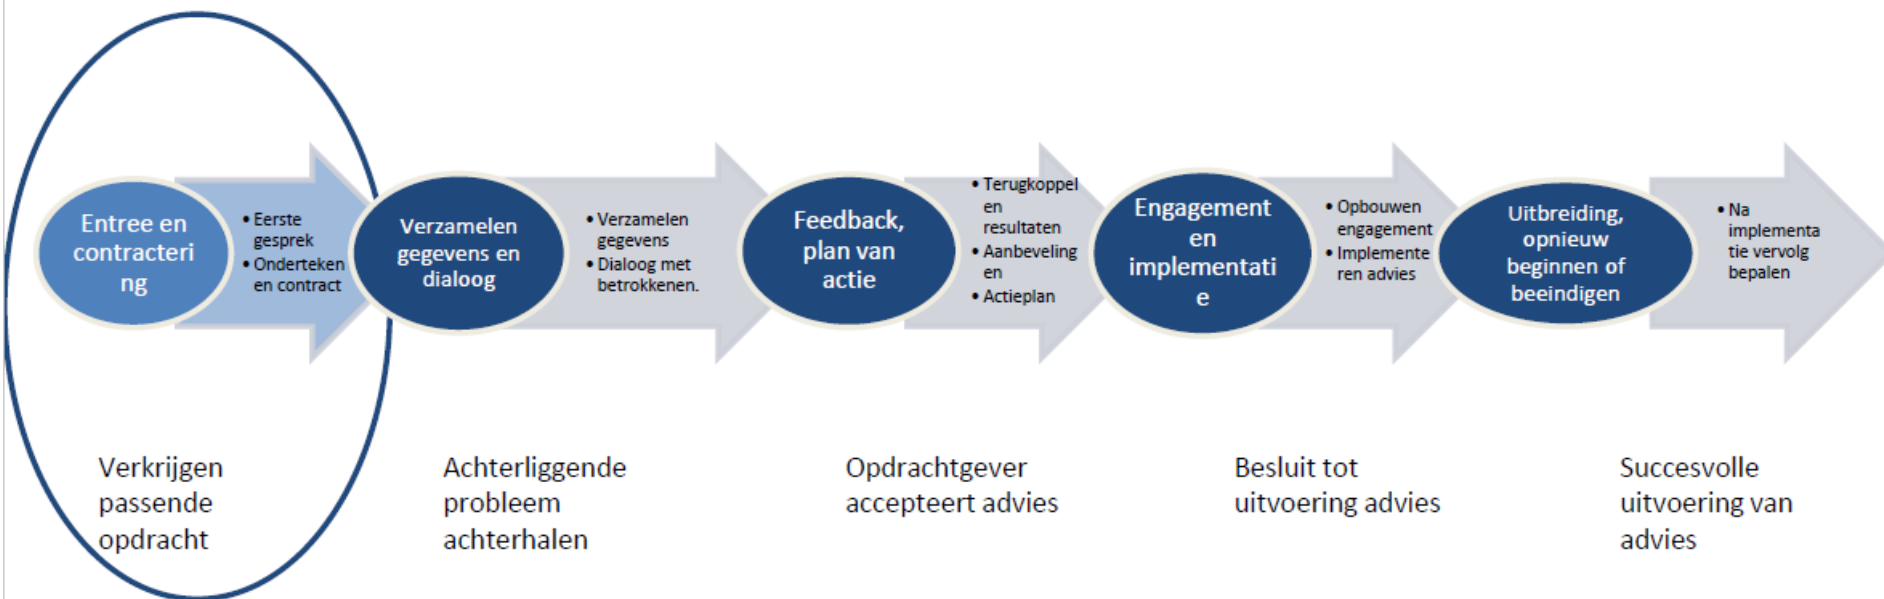 Entree en
contracteri
ng
• Eerste
gesprek
• Onderteken
en contract
Verzamelen
gegevens en
dialoog
• Verzamelen
gegevens
• Dialoog met
betrokkenen.
Feedback,
plan van
actie
• Terugkoppel
en
resultaten
• Aanbeveling
en
• Actieplan
Engagement
en
implementati
e
• Opbouwen
engagement
• Implemente
ren advies
Uitbreiding,
opnieuw
beginnen of
beeindigen
• Na
implementa
tie vervolg
bepalen
Verkrijgen
passende
opdracht
Achterliggende
probleem
achterhalen
Opdrachtgever
accepteert advies
Besluit tot
uitvoering advies
Succesvolle
uitvoering van
advies